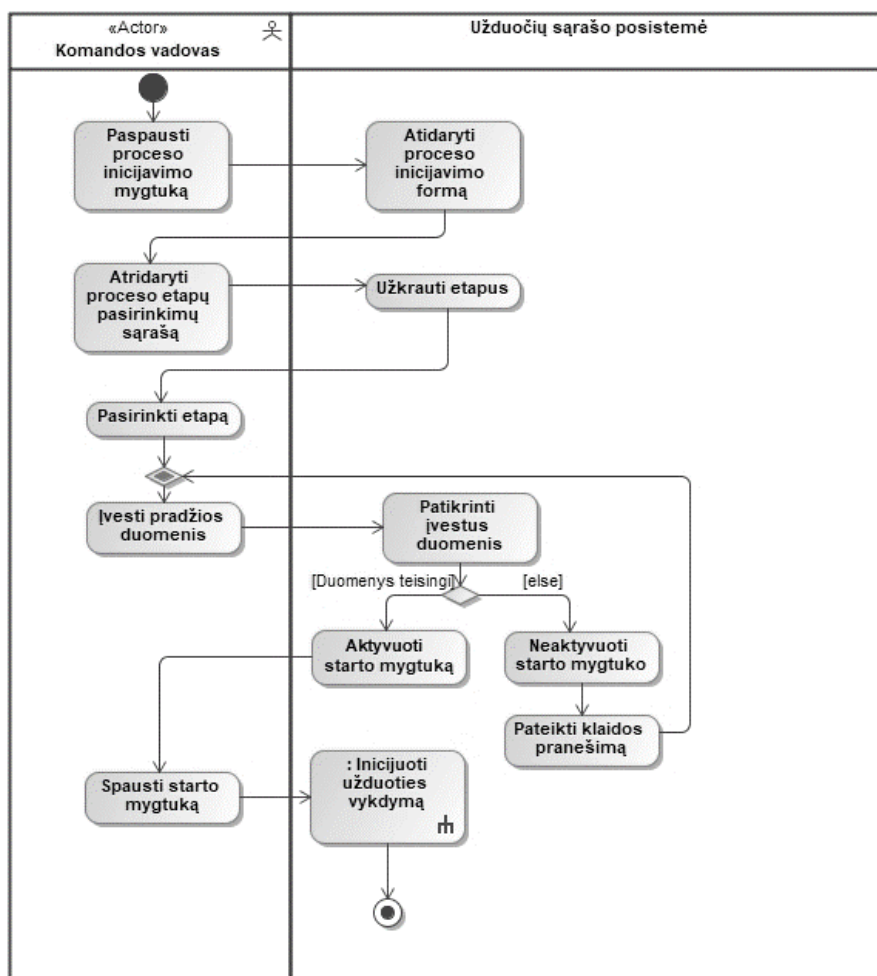 «Actor»
Komandos vadovas
Užduočių sąrašo posistemė
Paspausti
proceso
inicijavimo
mygtuką
Atidaryti
proceso
inicijavimo
formą
Atridaryti
proceso etapų
pasirinkimų
sąrašą
Užkrauti etapus
Pasirinkti etapą
Įvesti pradžios
duomenis
Patikrinti
įvestus
duomenis
[Duomenys teisingi]
[else]
Aktyvuoti
starto mygtuką
Neaktyvuoti
starto mygtuko
Pateikti klaidos
pranešimą
Spausti starto
mygtuką
: Inicijuoti
užduoties
vykdymą